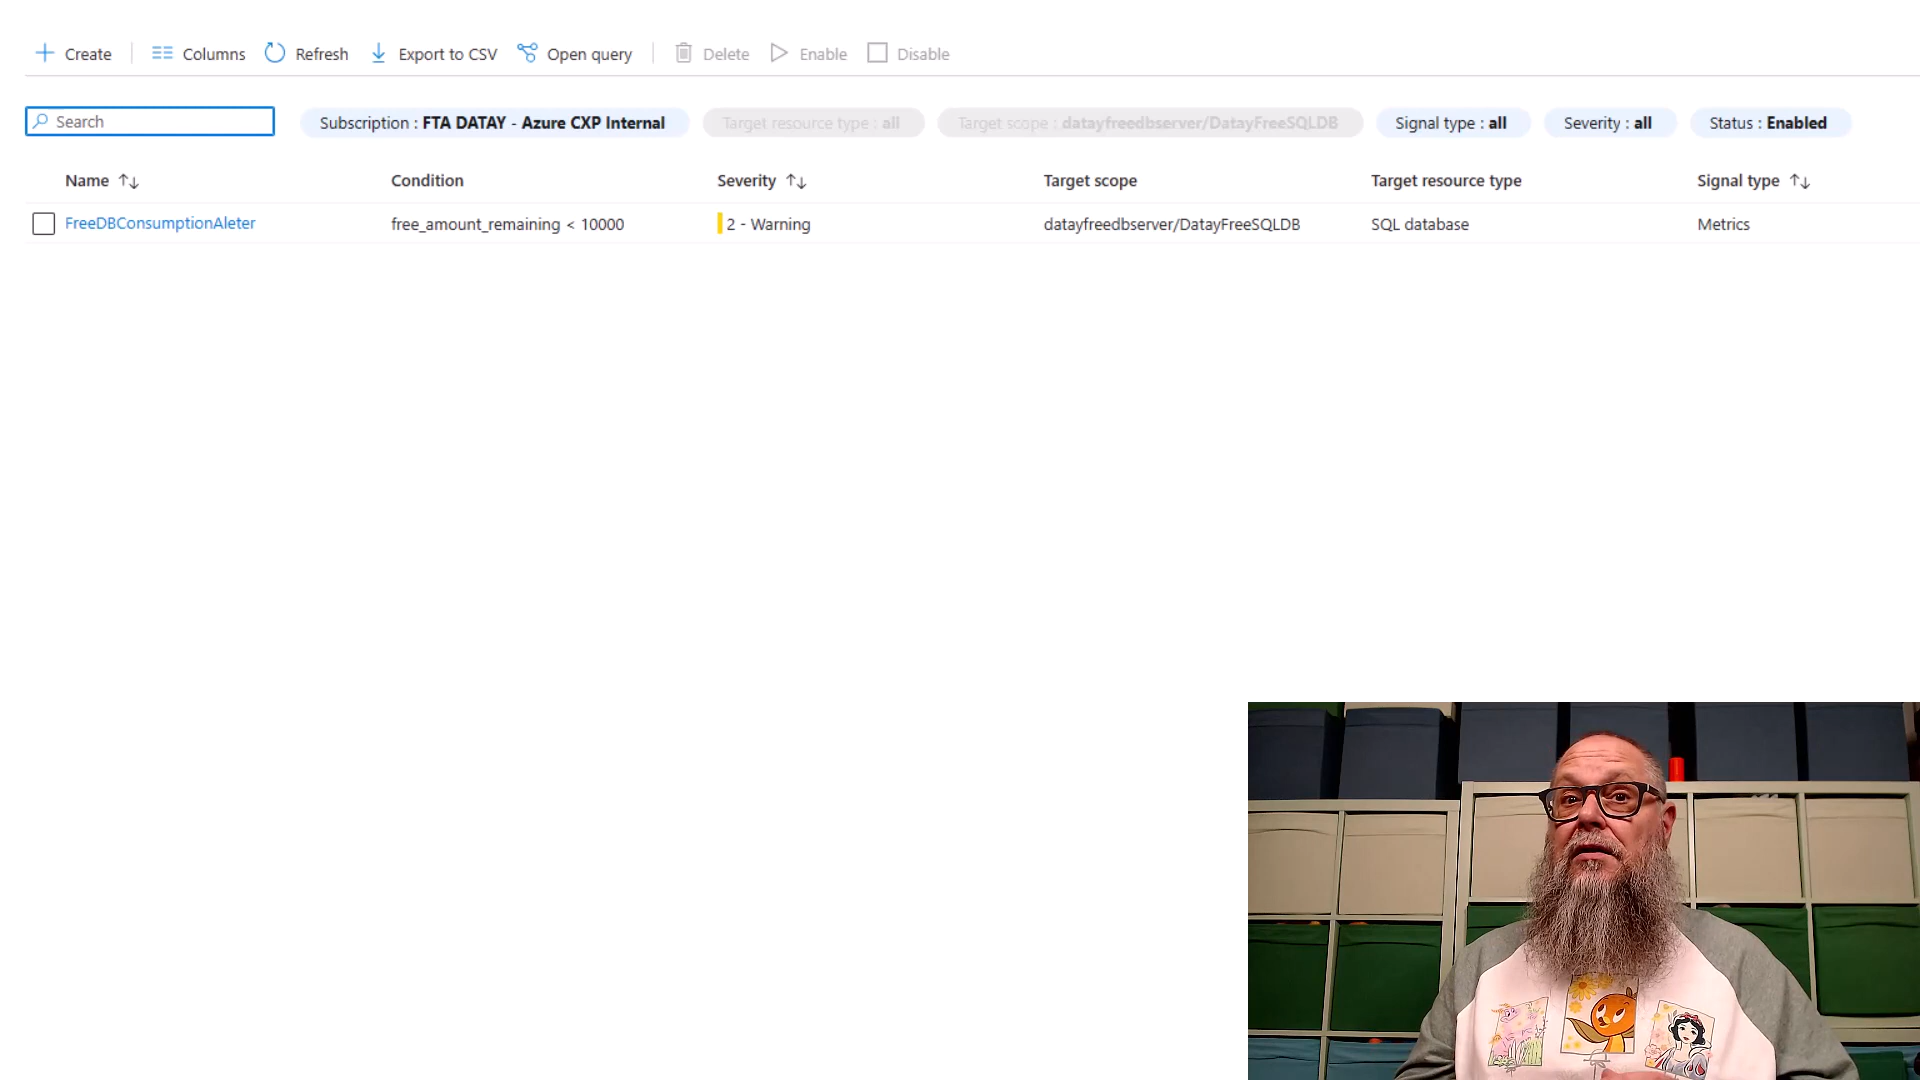 Create Columns Refresh Export to CSV Open query Delete Enable Disable
Search Subscription : FTA DATAY - Azure CXP Internal Target resource type : all Target scope : datayfreedbserver/DatayFreeSQLDB Signal type : all Severity : all Status : Enabled
Name Condition Severity Target scope Target resource type Signal type
FreeDBConsumptionAleter free_amount_remaining < 10000 2 - Warning datayfreedbserver/DatayFreeSQLDB SQL database Metrics